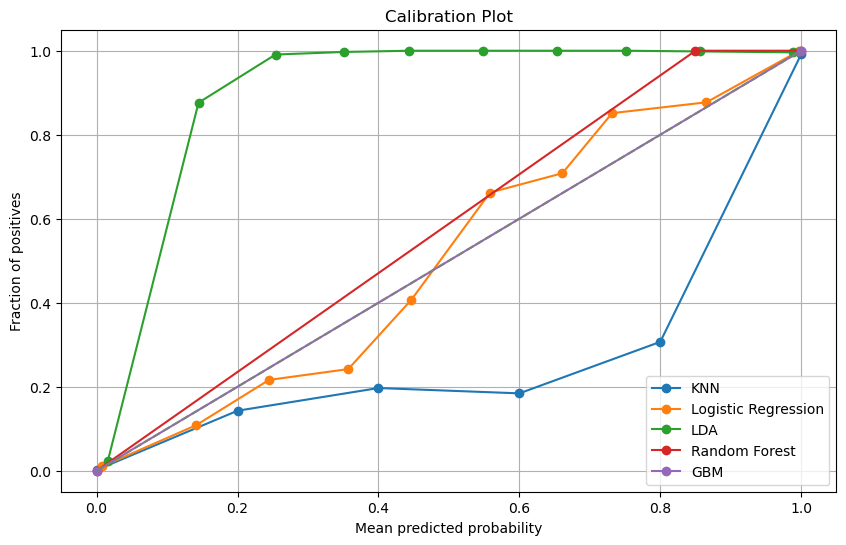 Calibration Plot
Fraction of positives
1.0
0.8
0.6
0.4
0.2
0.0
KNN
Logistic Regression
LDA
Random Forest
GBM
0.0 0.2 0.4 0.6 0.8 1.0
Mean predicted probability